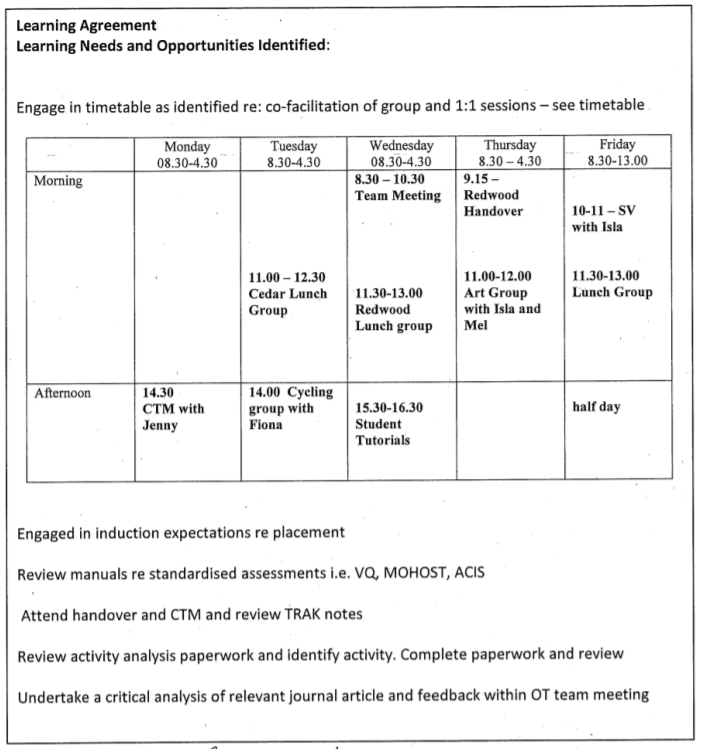 Learning Agreement
Learning Needs and Opportunities Identified:
Engage in timetable as identified re: co-facilitation of group and 1:1 sessions – see timetable
Monday Tuesday Wednesday Thursday Friday
08.30-4.30 8.30-4.30 08.30-4.30 8.30 – 4.30 8.30-13.00
Morning
8.30 – 10.30
Team Meeting
9.15 –
Redwood
Handover
10-11 – SV
with Isla
11.00 – 12.30
Cedar Lunch
Group
11.30-13.00
Redwood
Lunch group
11.00-12.00
Art Group
with Isla and
Mel
11.30-13.00
Lunch Group
Afternoon
14.30
CTM with
Jenny
14.00 Cycling
group with
Fiona
15.30-16.30
Student
Tutorials
half day
Engaged in induction expectations re placement
Review manuals re standardised assessments i.e. VQ, MOHOST, ACIS
Attend handover and CTM and review TRAK notes
Review activity analysis paperwork and identify activity. Complete paperwork and review
Undertake a critical analysis of relevant journal article and feedback within OT team meeting